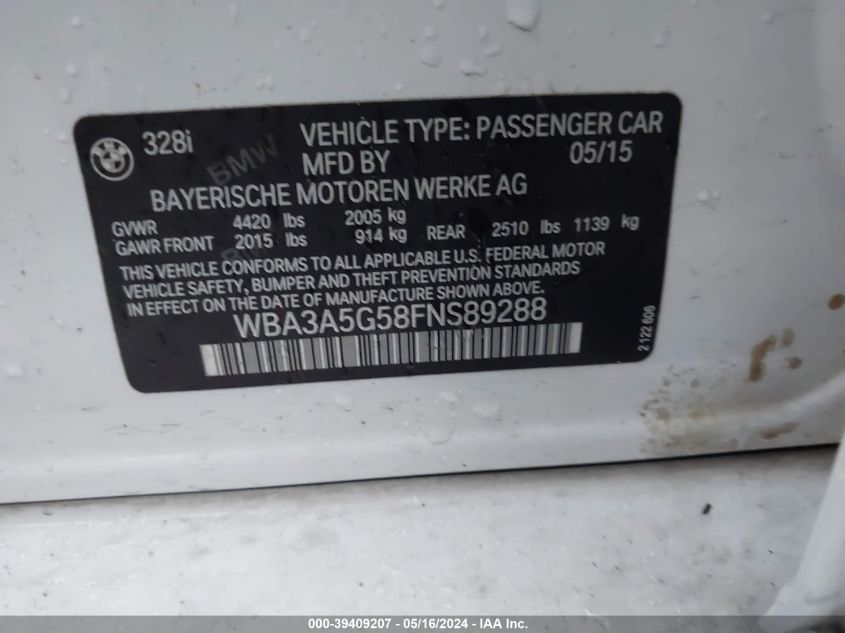 328i VEHICLE TYPE: PASSENGER CAR
MFD BY 05/15
BAYERISCHE MOTOREN WERKE AG
GVWR 4420 lbs 2005 kg
GAWR FRONT 2015 lbs 914 kg REAR 2510 lbs 1139 kg
THIS VEHICLE CONFORMS TO ALL APPLICABLE U.S. FEDERAL MOTOR
VEHICLE SAFETY, BUMPER AND THEFT PREVENTION STANDARDS
IN EFFECT ON THE DATE OF MANUFACTURE SHOWN ABOVE.
WBA3A5G58FNS89288
2 122 606
BMW
000-39409207 - 05/16/2024 - IAA Inc.